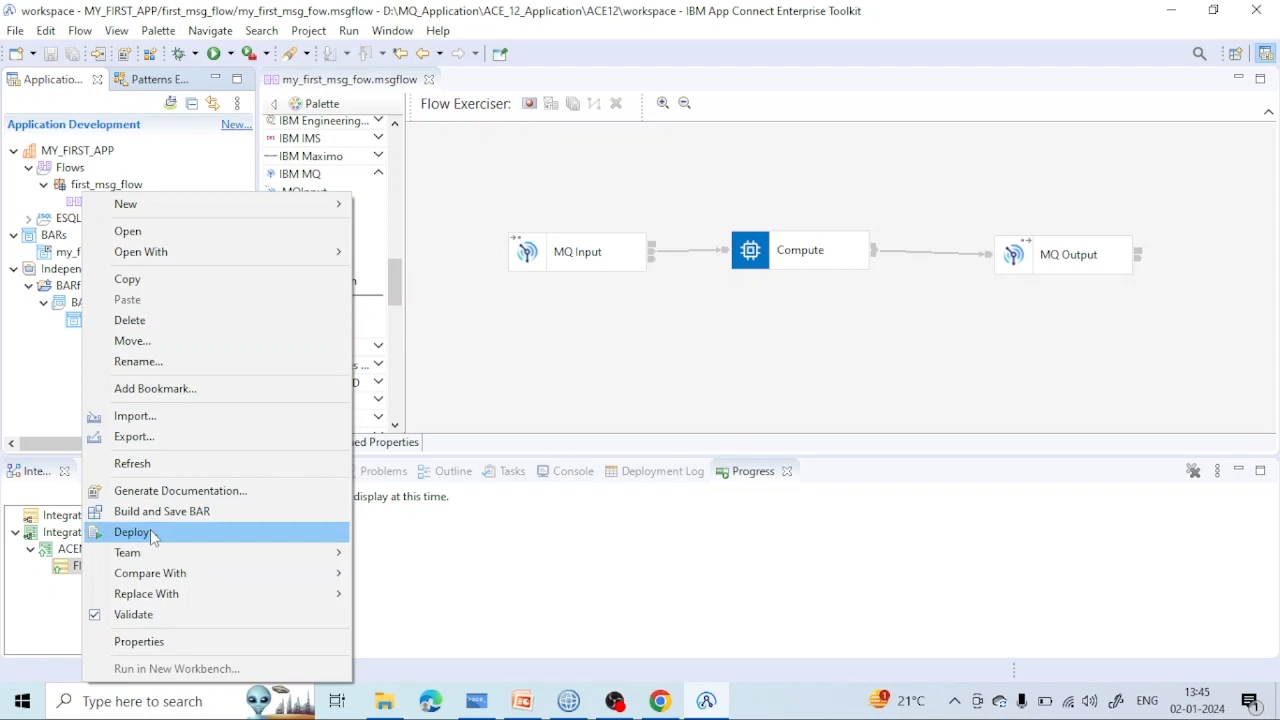 workspace - MY_FIRST_APP/first_msg_flow/my_first_msg_fow.msgflow - D:\MQ_Application\ACE_12_Application\ACE12\workspace - IBM App Connect Enterprise Toolkit
File Edit Flow View Palette Navigate Search Project Run Window Help
Applicatio... Patterns E... my_first_msg_fow.msgflow
Palette Flow Exerciser:
Application Development New...
IBM Engineering...
IBM IMS
MY_FIRST_APP IBM Maximo
Flows IBM MQ
first_msg_flow MQInput
ESQL
BARs
my_f
Indepen
BARf
BA
MQ Input Compute MQ Output
New
Open
Open With
Copy
Paste
Delete
Move...
Rename...
Add Bookmark...
Import...
Export...
Refresh
Generate Documentation...
Build and Save BAR
Deploy
Team
Compare With
Replace With
Validate
Properties
Run in New Workbench...
ed Properties
Inte... Problems Outline Tasks Console Deployment Log Progress
display at this time.
Integrat
Integrat
ACE
Type here to search 21°C ENG 13:45
02-01-2024